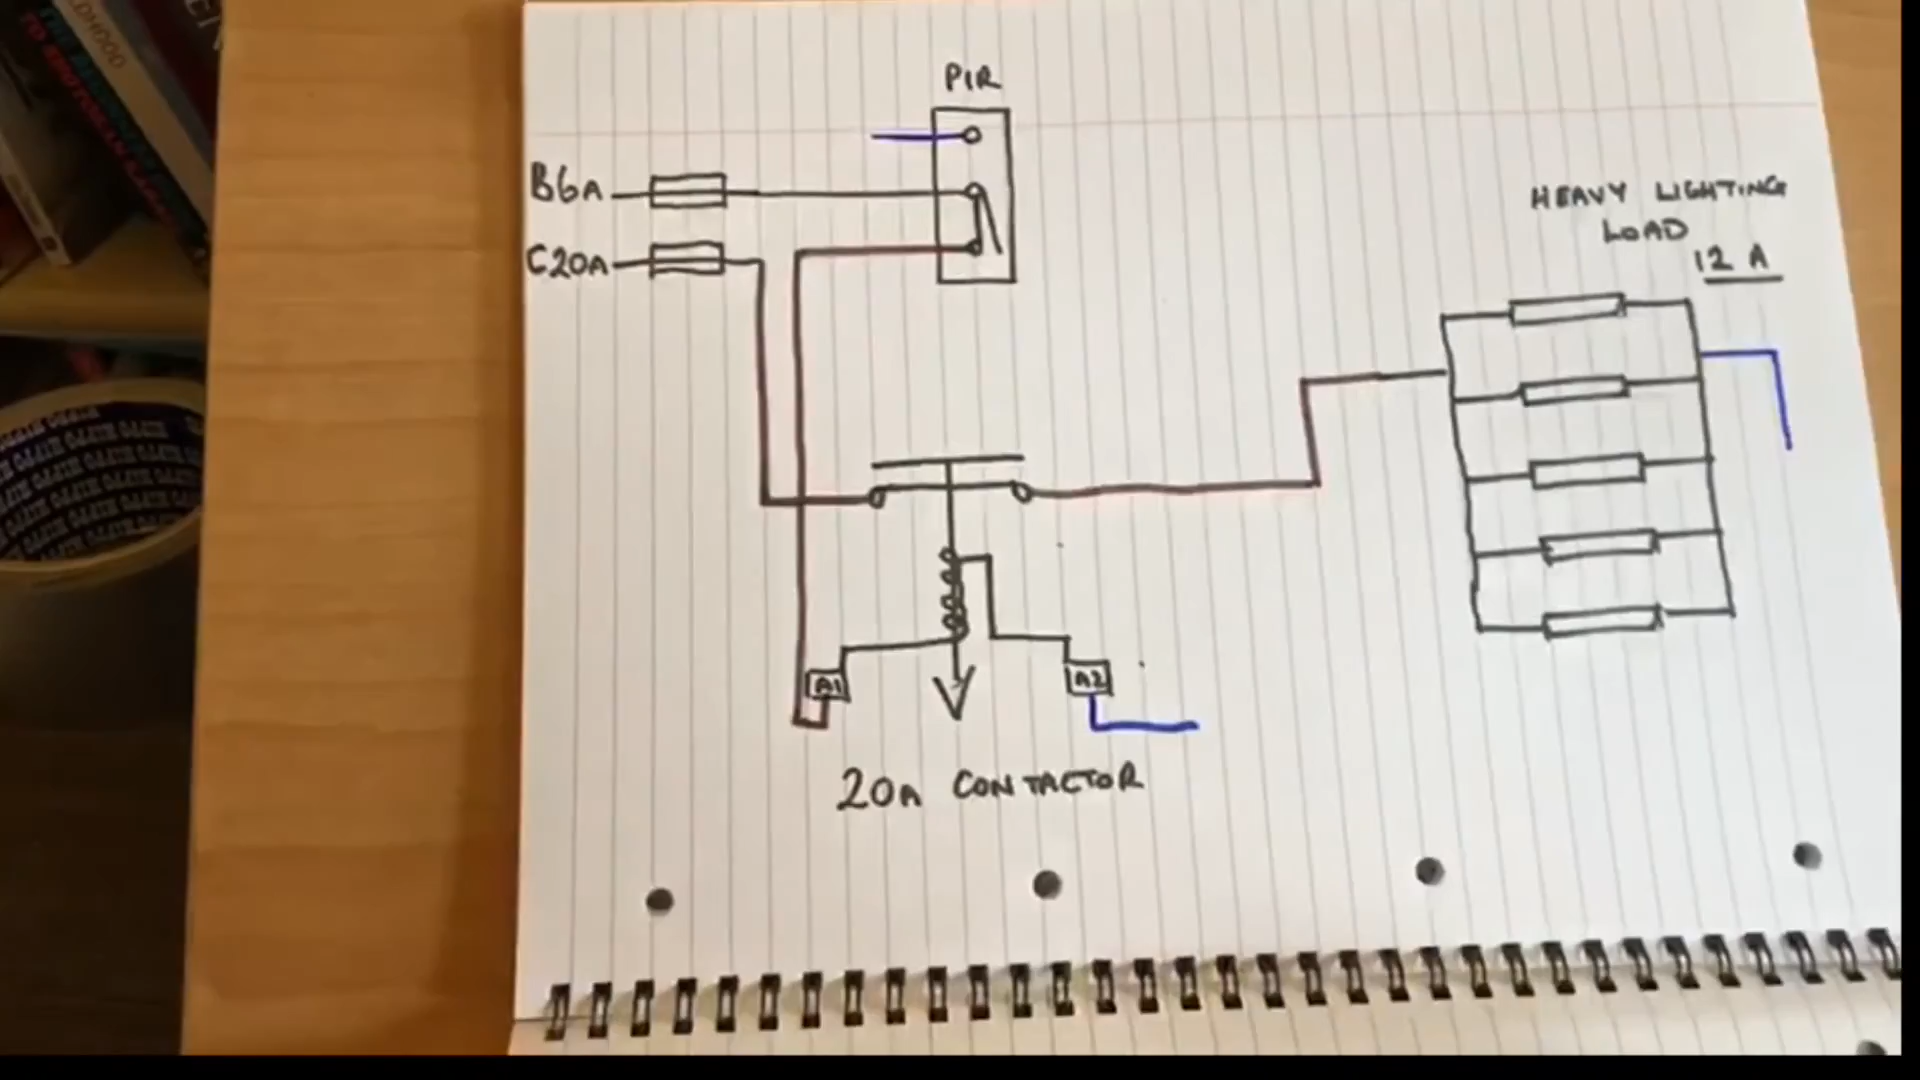 PIR
B6A
C20A
HEAVY LIGHTING
LOAD
12 A
A1
A2
20A CONTACTOR